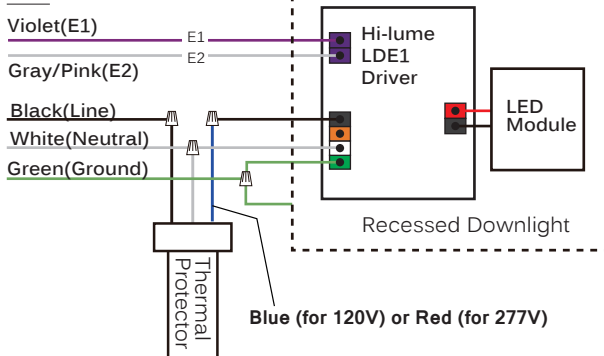 Violet(E1)
E1
E2
Gray/Pink(E2)
Hi-lume
LDE1
Driver
Black(Line)
White(Neutral)
Green(Ground)
LED
Module
Recessed Downlight
Thermal
Protector
Blue (for 120V) or Red (for 277V)